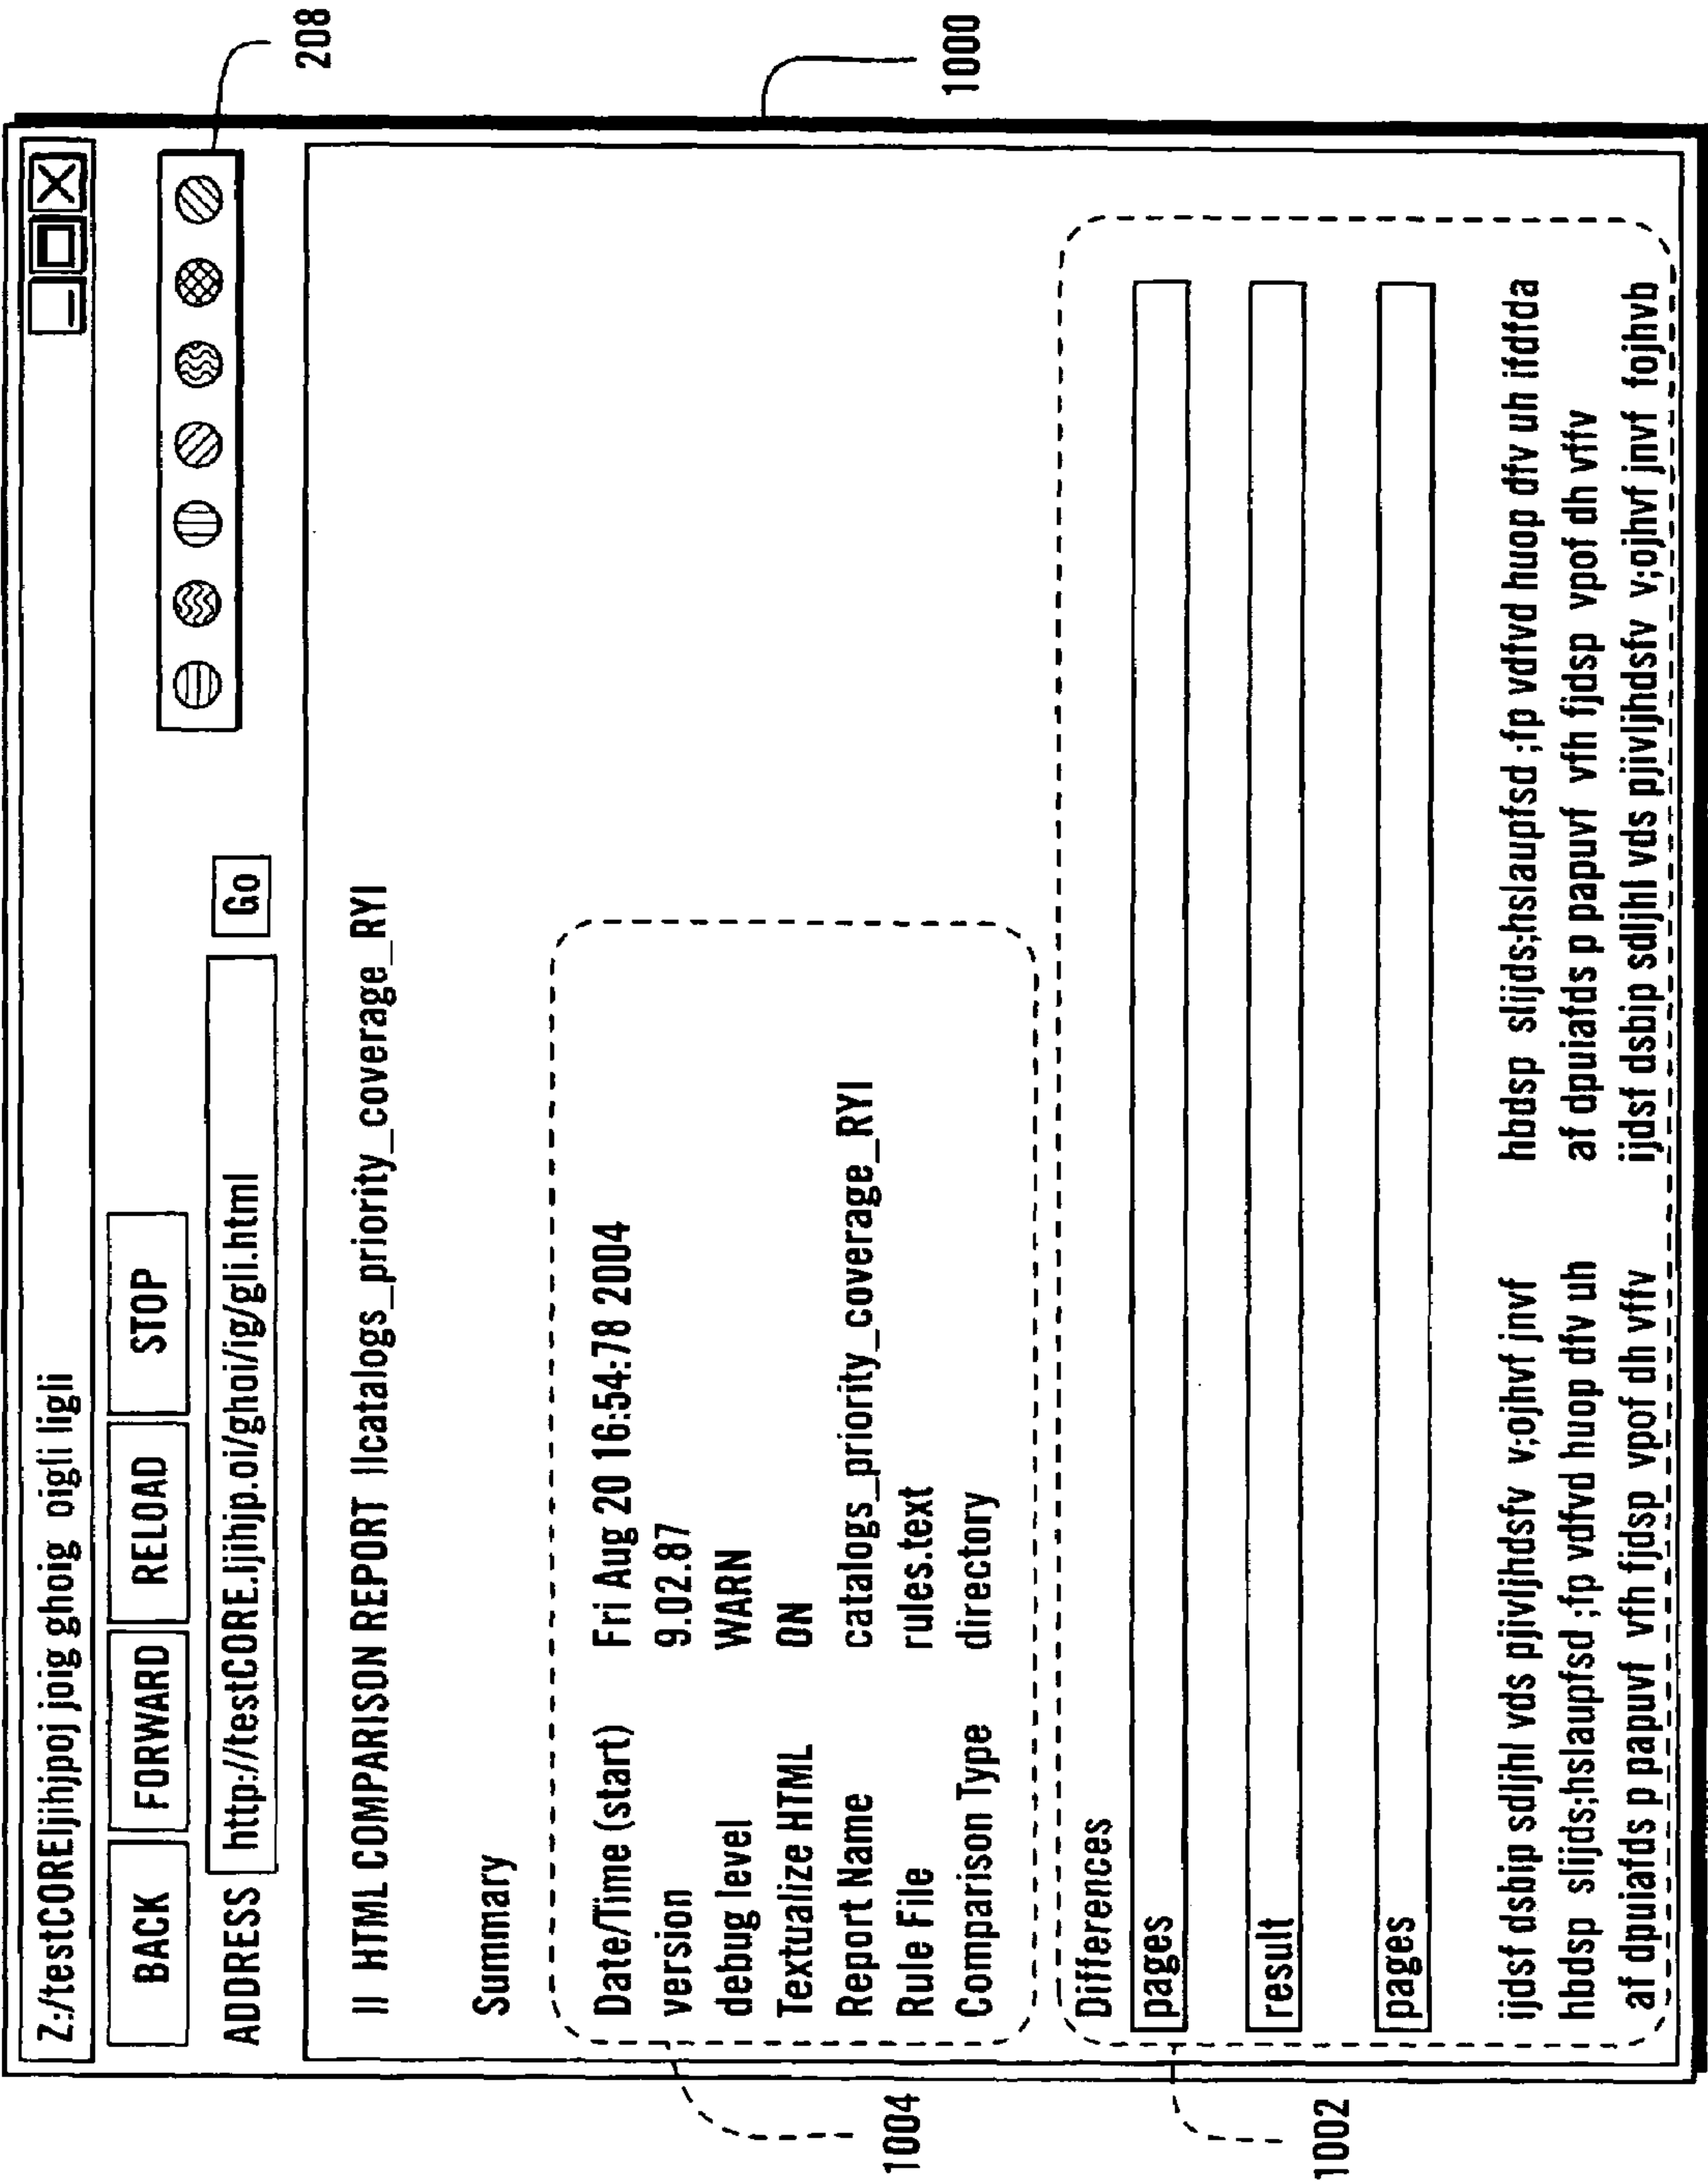 Z:/testCOREljihjpoj joig ghoig oigli ligli
BACK FORWARD RELOAD STOP
ADDRESS http://testCORE.ljihjp.oi/ghoi/ig/gli.html Go
208
|| HTML COMPARISON REPORT ||catalogs_priority_coverage_RYI
1000
Summary
Date/Time (start) Fri Aug 20 16:54:78 2004
version 9.02.87
debug level WARN
Textualize HTML ON
Report Name catalogs_priority_coverage_RYI
Rule File rules.text
Comparison Type directory
1004
Differences
pages
result
pages
1002
ijdsf dsbip sdljhl vds pjivljhdsfv v;ojhvf jnvf
hbdsp slijds;hslaupfsd ;fp vdfvd huop dfv uh
af dpuiafds p papuvf vfh fjdsp vpof dh vffv
hbdsp slijds;hslaupfsd ;fp vdfvd huop dfv uh ifdfda
af dpuiafds p papuvf vfh fjdsp vpof dh vffv
ijdsf dsbip sdljhl vds pjivljhdsfv v;ojhvf jnvf fojhvb